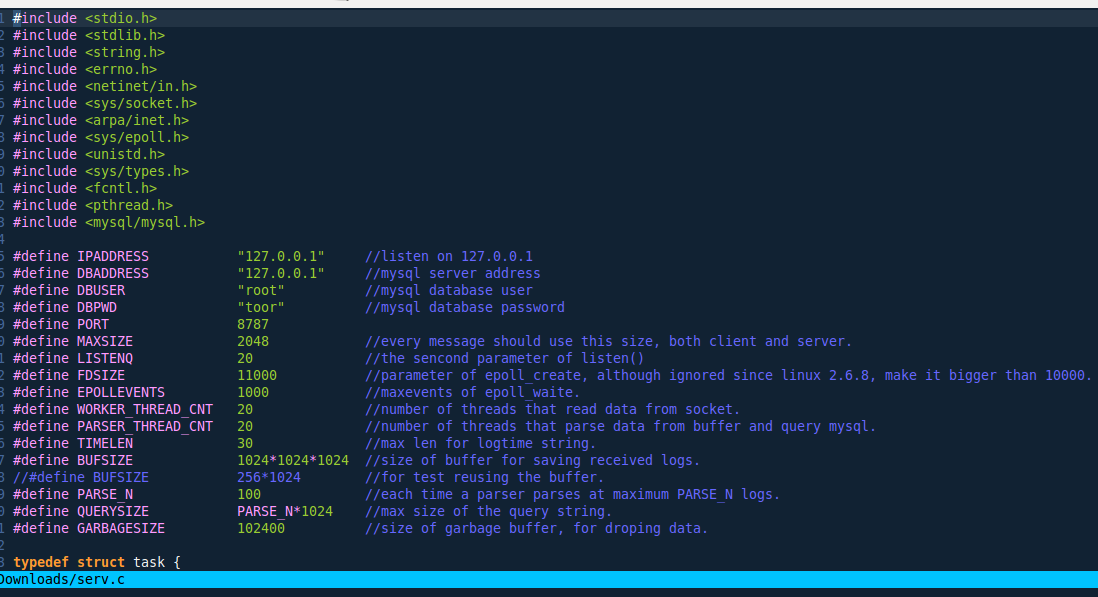 1 #include <stdio.h>
2 #include <stdlib.h>
3 #include <string.h>
4 #include <errno.h>
5 #include <netinet/in.h>
6 #include <sys/socket.h>
7 #include <arpa/inet.h>
8 #include <sys/epoll.h>
9 #include <unistd.h>
0 #include <sys/types.h>
1 #include <fcntl.h>
2 #include <pthread.h>
3 #include <mysql/mysql.h>
4
5 #define IPADDRESS           "127.0.0.1"     //listen on 127.0.0.1
6 #define DBADDRESS           "127.0.0.1"     //mysql server address
7 #define DBUSER              "root"          //mysql database user
8 #define DBPWD               "toor"          //mysql database password
9 #define PORT                8787
0 #define MAXSIZE             2048            //every message should use this size, both client and server.
1 #define LISTENQ             20              //the sencond parameter of listen()
2 #define FDSIZE              11000           //parameter of epoll_create, although ignored since linux 2.6.8, make it bigger than 10000.
3 #define EPOLLEVENTS         1000            //maxevents of epoll_waite.
4 #define WORKER_THREAD_CNT   20              //number of threads that read data from socket.
5 #define PARSER_THREAD_CNT   20              //number of threads that parse data from buffer and query mysql.
6 #define TIMELEN             30              //max len for logtime string.
7 #define BUFSIZE             1024*1024*1024  //size of buffer for saving received logs.
8 //#define BUFSIZE           256*1024        //for test reusing the buffer.
9 #define PARSE_N             100             //each time a parser parses at maximum PARSE_N logs.
0 #define QUERYSIZE           PARSE_N*1024    //max size of the query string.
1 #define GARBAGESIZE         102400          //size of garbage buffer, for droping data.
2
3 typedef struct task {
Downloads/serv.c